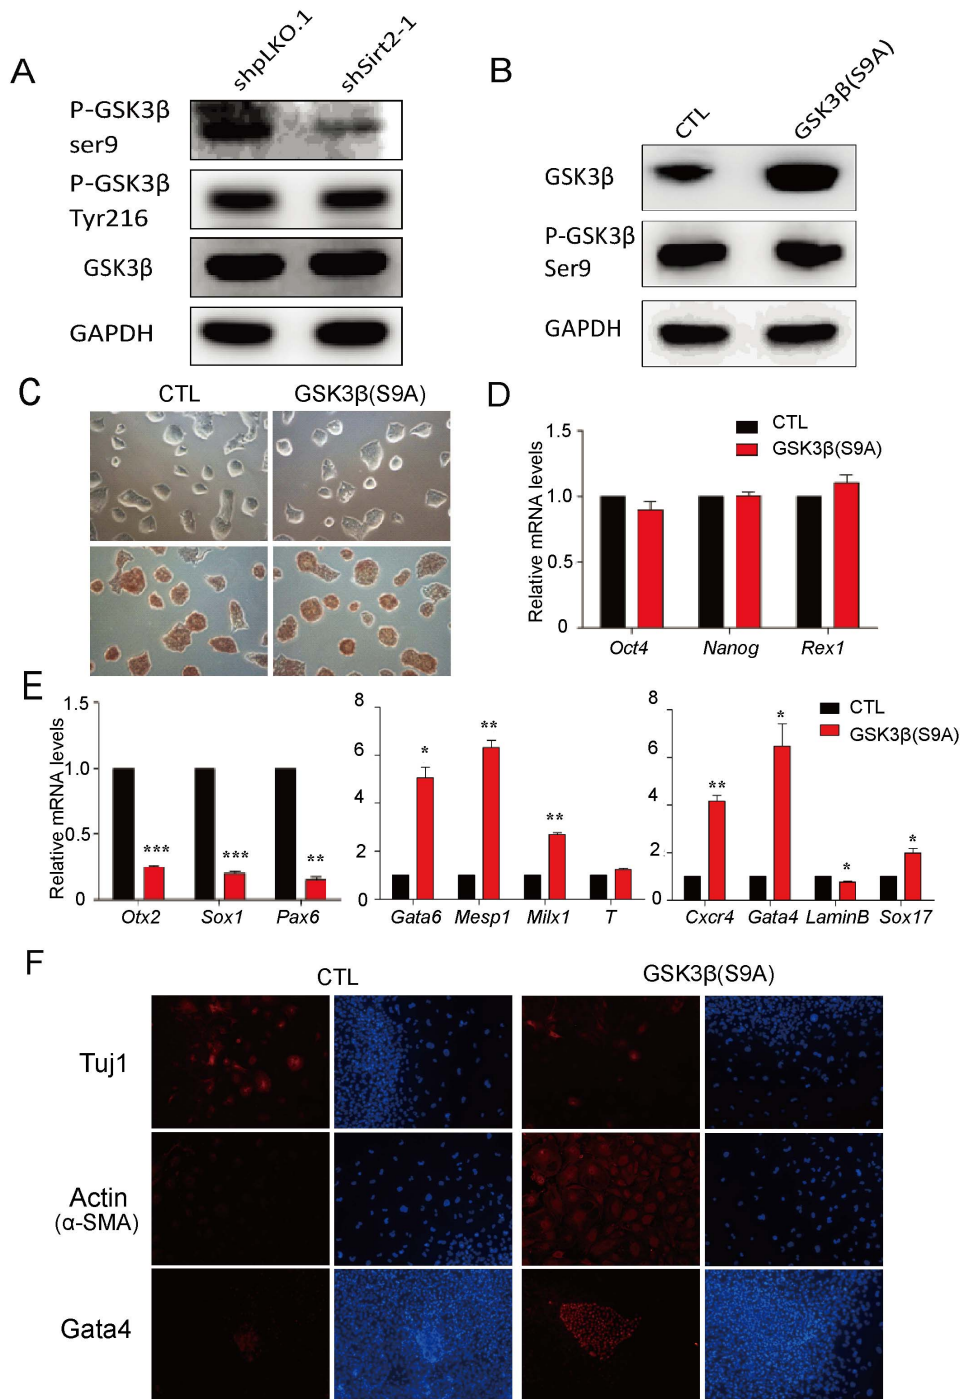 A
shpLKO.1
shSirt2-1
P-GSK3β
ser9
P-GSK3β
Tyr216
GSK3β
GAPDH
B
CTL
GSK3β(S9A)
GSK3β
P-GSK3β
Ser9
GAPDH
C
CTL
GSK3β(S9A)
D
CTL
GSK3β(S9A)
Relative mRNA levels
1.5
1.0
0.5
0
Oct4
Nanog
Rex1
E
Relative mRNA levels
1.5
1.0
0.5
0
***
***
**
Otx2
Sox1
Pax6
8
6
4
2
0
*
**
**
Gata6
Mesp1
Milx1
T
8
6
4
2
0
CTL
GSK3β(S9A)
**
*
*
*
Cxcr4
Gata4
LaminB
Sox17
F
CTL
GSK3β(S9A)
Tuj1
Actin
(α-SMA)
Gata4